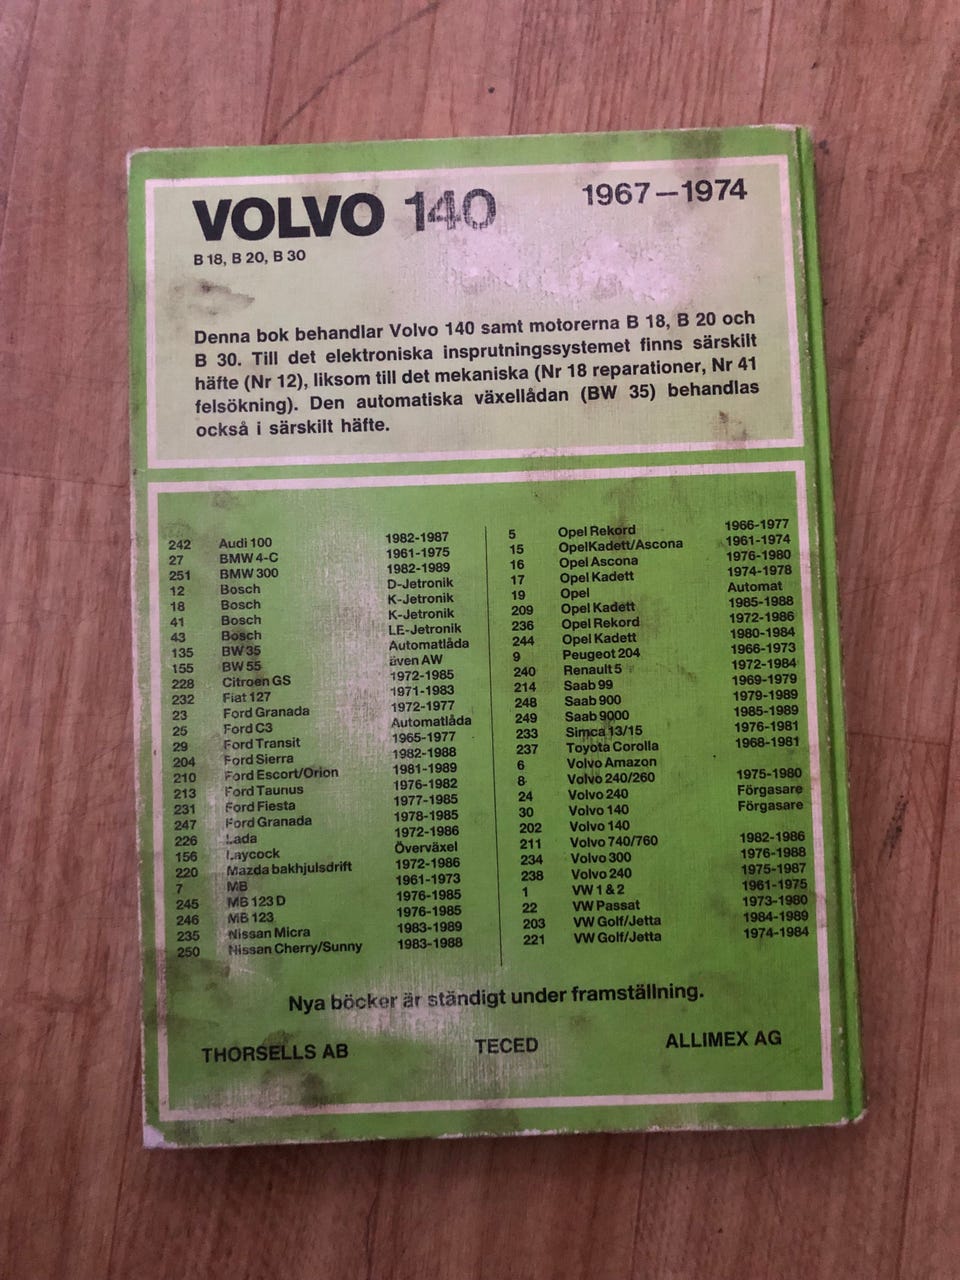 VOLVO 140 1967–1974
B 18, B 20, B 30
Denna bok behandlar Volvo 140 samt motorerna B 18, B 20 och
B 30. Till det elektroniska insprutningssystemet finns särskilt
häfte (Nr 12), liksom till det mekaniska (Nr 18 reparationer, Nr 41
felsökning). Den automatiska växellådan (BW 35) behandlas
också i särskilt häfte.
242 Audi 100 1982-1987
27 BMW 4-C 1961-1975
251 BMW 300 1982-1989
12 Bosch D-Jetronik
18 Bosch K-Jetronik
41 Bosch K-Jetronik
43 Bosch LE-Jetronik
135 BW 35 Automatlåda
155 BW 55 även AW
228 Citroen GS 1972-1985
232 Fiat 127 1971-1983
23 Ford Granada 1972-1977
25 Ford C3 Automatlåda
29 Ford Transit 1965-1977
204 Ford Sierra 1982-1988
210 Ford Escort/Orion 1981-1989
213 Ford Taunus 1976-1982
231 Ford Fiesta 1977-1985
247 Ford Granada 1978-1985
226 Lada 1972-1986
156 Laycock Överväxel
220 Mazda bakhjulsdrift 1972-1986
7 MB 1961-1973
245 MB 123 D 1976-1985
246 MB 123 1976-1985
235 Nissan Micra 1983-1989
250 Nissan Cherry/Sunny 1983-1988
5 Opel Rekord 1966-1977
15 OpelKadett/Ascona 1961-1974
16 Opel Ascona 1976-1980
17 Opel Kadett 1974-1978
19 Opel Automat
209 Opel Kadett 1985-1988
236 Opel Rekord 1972-1986
244 Opel Kadett 1980-1984
9 Peugeot 204 1966-1973
240 Renault 5 1972-1984
214 Saab 99 1969-1979
248 Saab 900 1979-1989
249 Saab 9000 1985-1989
233 Simca 13/15 1976-1981
237 Toyota Corolla 1968-1981
6 Volvo Amazon
8 Volvo 240/260 1975-1980
24 Volvo 240 Förgasare
30 Volvo 140 Förgasare
202 Volvo 140
211 Volvo 740/760 1982-1986
234 Volvo 300 1976-1988
238 Volvo 240 1975-1987
1 VW 1 & 2 1961-1975
22 VW Passat 1973-1980
203 VW Golf/Jetta 1984-1989
221 VW Golf/Jetta 1974-1984
Nya böcker är ständigt under framställning.
THORSELLS AB TECED ALLIMEX AG